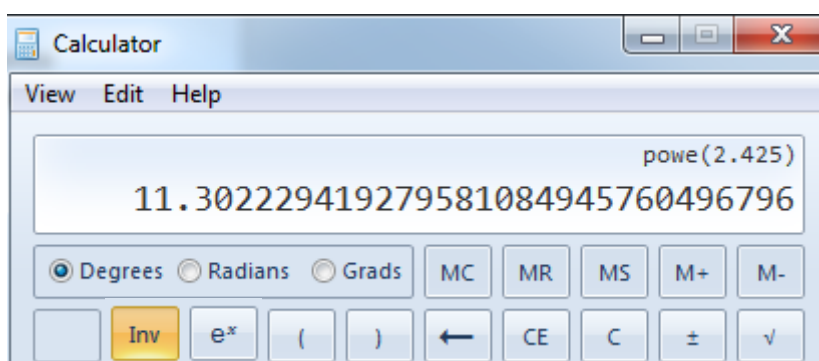 Calculator
View Edit Help
powe(2.425)
11.302229419279581084945760496796
Degrees Radians Grads MC MR MS M+ M-
Inv eˣ ( ) ← CE C ± √